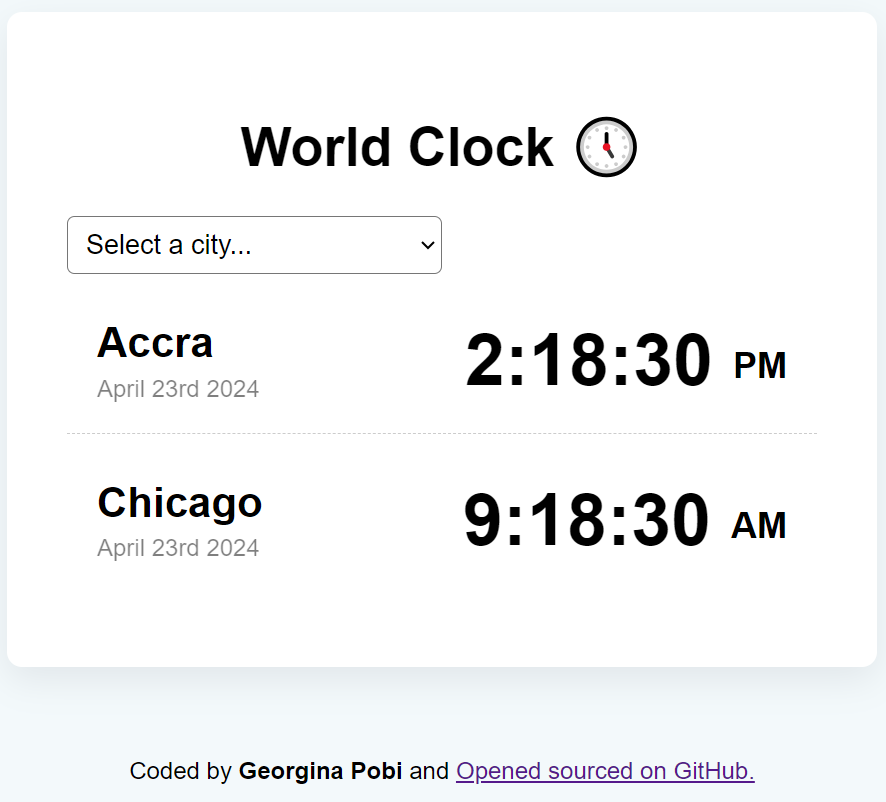 World Clock
Select a city...
Accra
2:18:30 PM
April 23rd 2024
Chicago
9:18:30 AM
April 23rd 2024
Coded by Georgina Pobi and Opened sourced on GitHub.